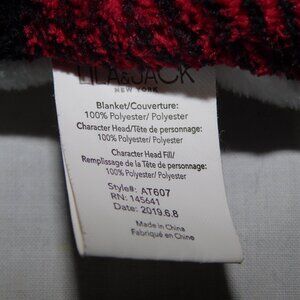 LILA&JACK
NEW YORK
Blanket/Couverture:
100% Polyester/ Polyester
Character Head/Tête de personnage:
100% Polyester/ Polyester
Character Head Fill/
Remplissage de la Tête de personnage:
100% Polyester/ Polyester
Style#: AT607
RN: 145641
Date: 2019.6.8
Made in China
Fabriqué en Chine